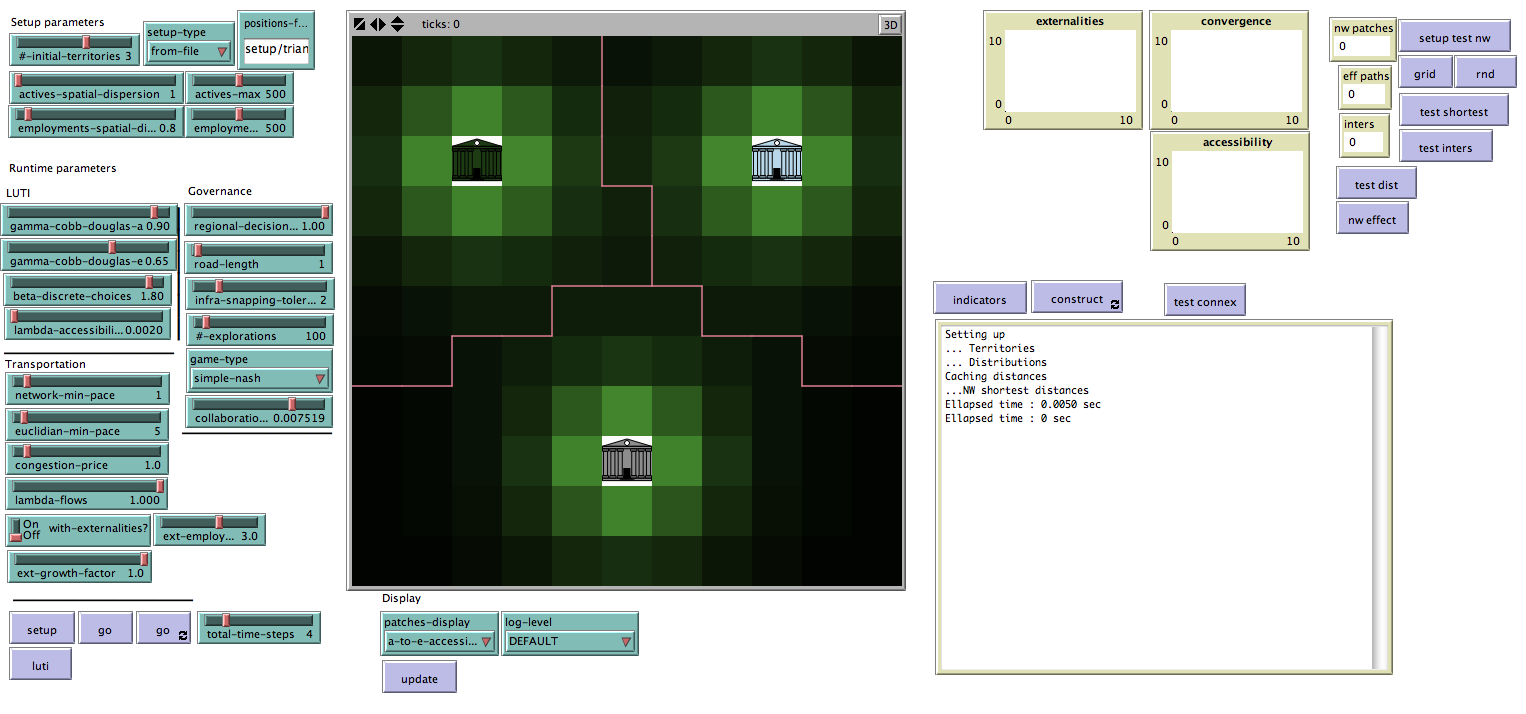 Setup parameters
#-initial-territories 3
setup-type
from-file
positions-f...
setup/trian
actives-spatial-dispersion 1
actives-max 500
employments-spatial-di... 0.8
employme... 500
Runtime parameters
LUTI
gamma-cobb-douglas-a 0.90
gamma-cobb-douglas-e 0.65
beta-discrete-choices 1.80
lambda-accessibili... 0.0020
Governance
regional-decision... 1.00
road-length 1
infra-snapping-toler... 2
#-explorations 100
game-type
simple-nash
collaboratio... 0.007519
Transportation
network-min-pace 1
euclidian-min-pace 5
congestion-price 1.0
lambda-flows 1.000
On
Off
with-externalities?
ext-employ... 3.0
ext-growth-factor 1.0
setup
go
go
total-time-steps 4
luti
ticks: 0
3D
Display
patches-display
a-to-e-accessi...
log-level
DEFAULT
update
externalities
10
0
0 10
convergence
10
0
0 10
accessibility
10
0
0 10
nw patches
0
eff paths
0
inters
0
setup test nw
grid
rnd
test shortest
test inters
test dist
nw effect
indicators
construct
test connex
Setting up
... Territories
... Distributions
Caching distances
...NW shortest distances
Ellapsed time : 0.0050 sec
Ellapsed time : 0 sec